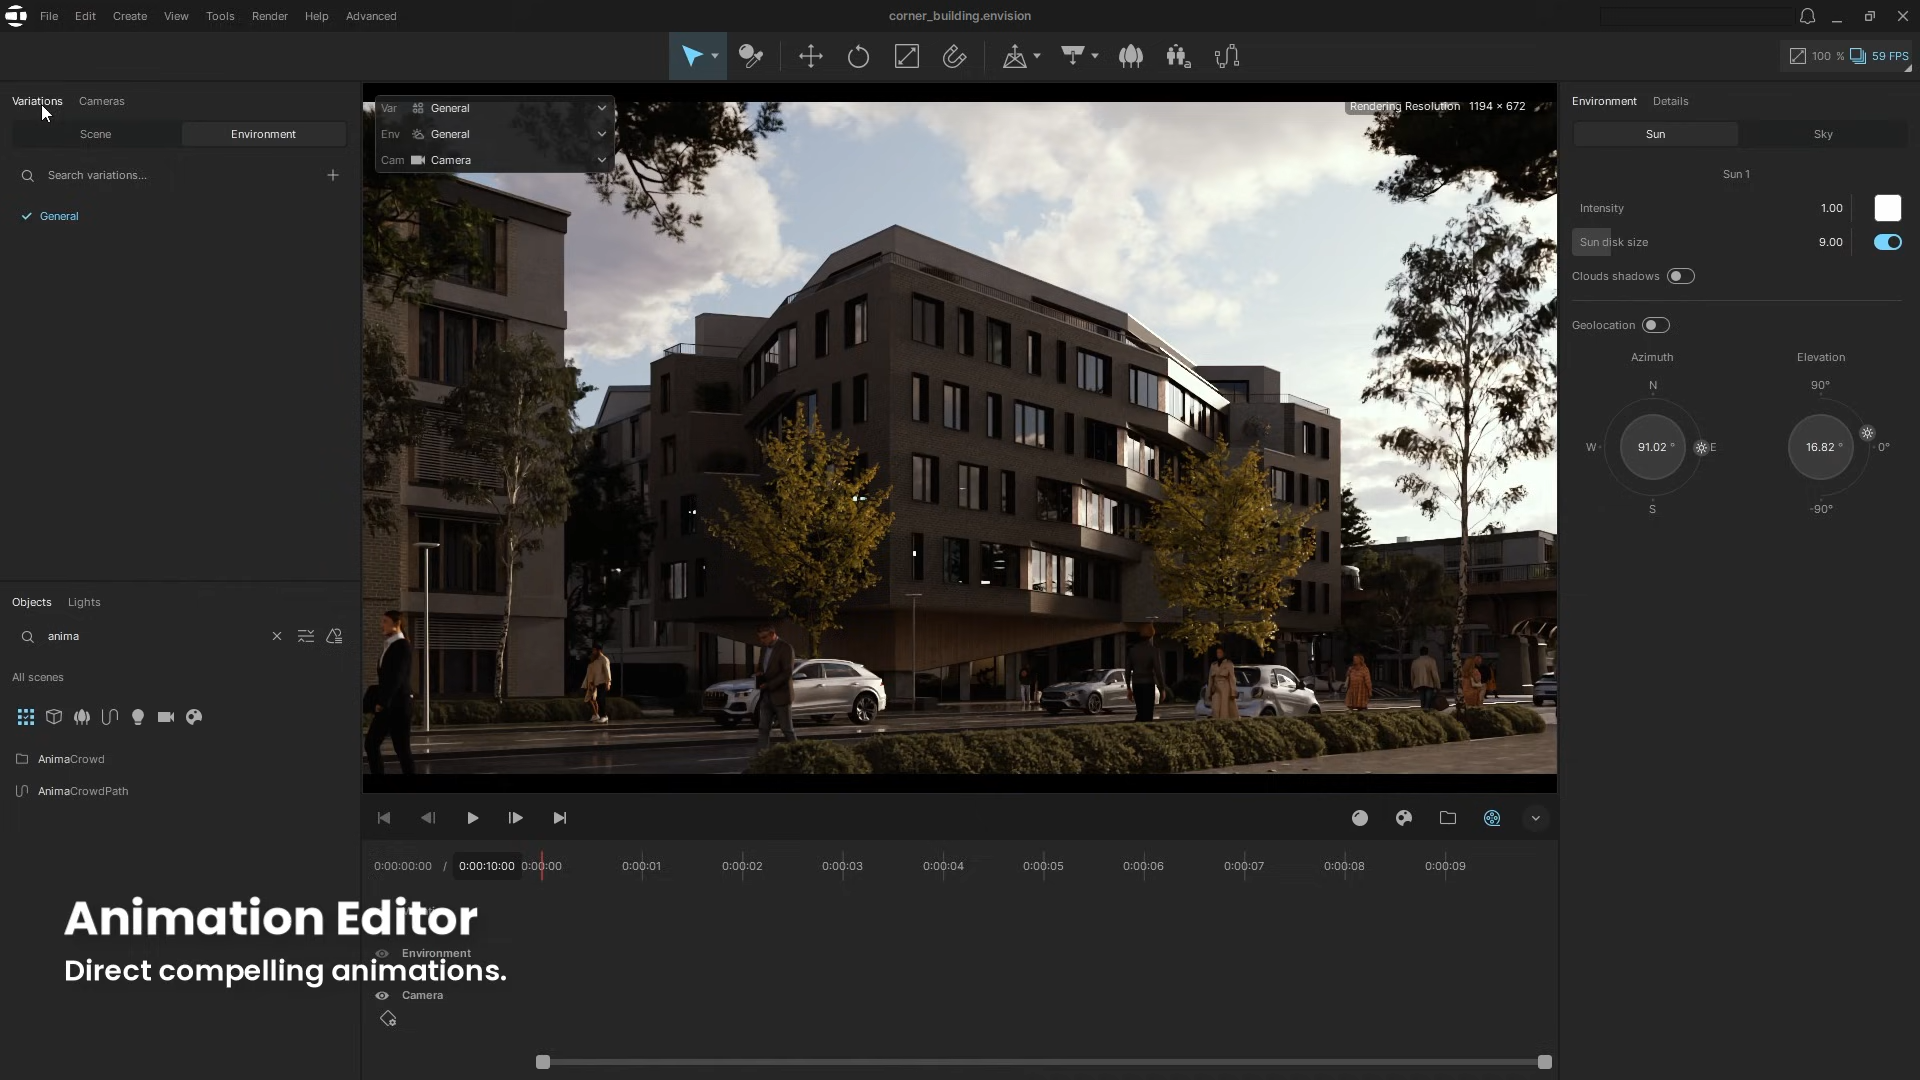 File Edit Create View Tools Render Help Advanced
corner_building.envision
100 % 59 FPS
Variations Cameras
Scene Environment
Search variations...
General
Var General
Env General
Cam Camera
Rendering Resolution 1194 × 672
Environment Details
Sun Sky
Sun 1
Intensity 1.00
Sun disk size 9.00
Clouds shadows
Geolocation
Azimuth Elevation
N 90°
W 91.02 ° E 16.82 ° 0°
S -90°
Objects Lights
anima
All scenes
AnimaCrowd
AnimaCrowdPath
0:00:00:00 / 0:00:10:00 0:00:00 0:00:01 0:00:02 0:00:03 0:00:04 0:00:05 0:00:06 0:00:07 0:00:08 0:00:09
Animation Editor
Environment
Direct compelling animations.
Camera